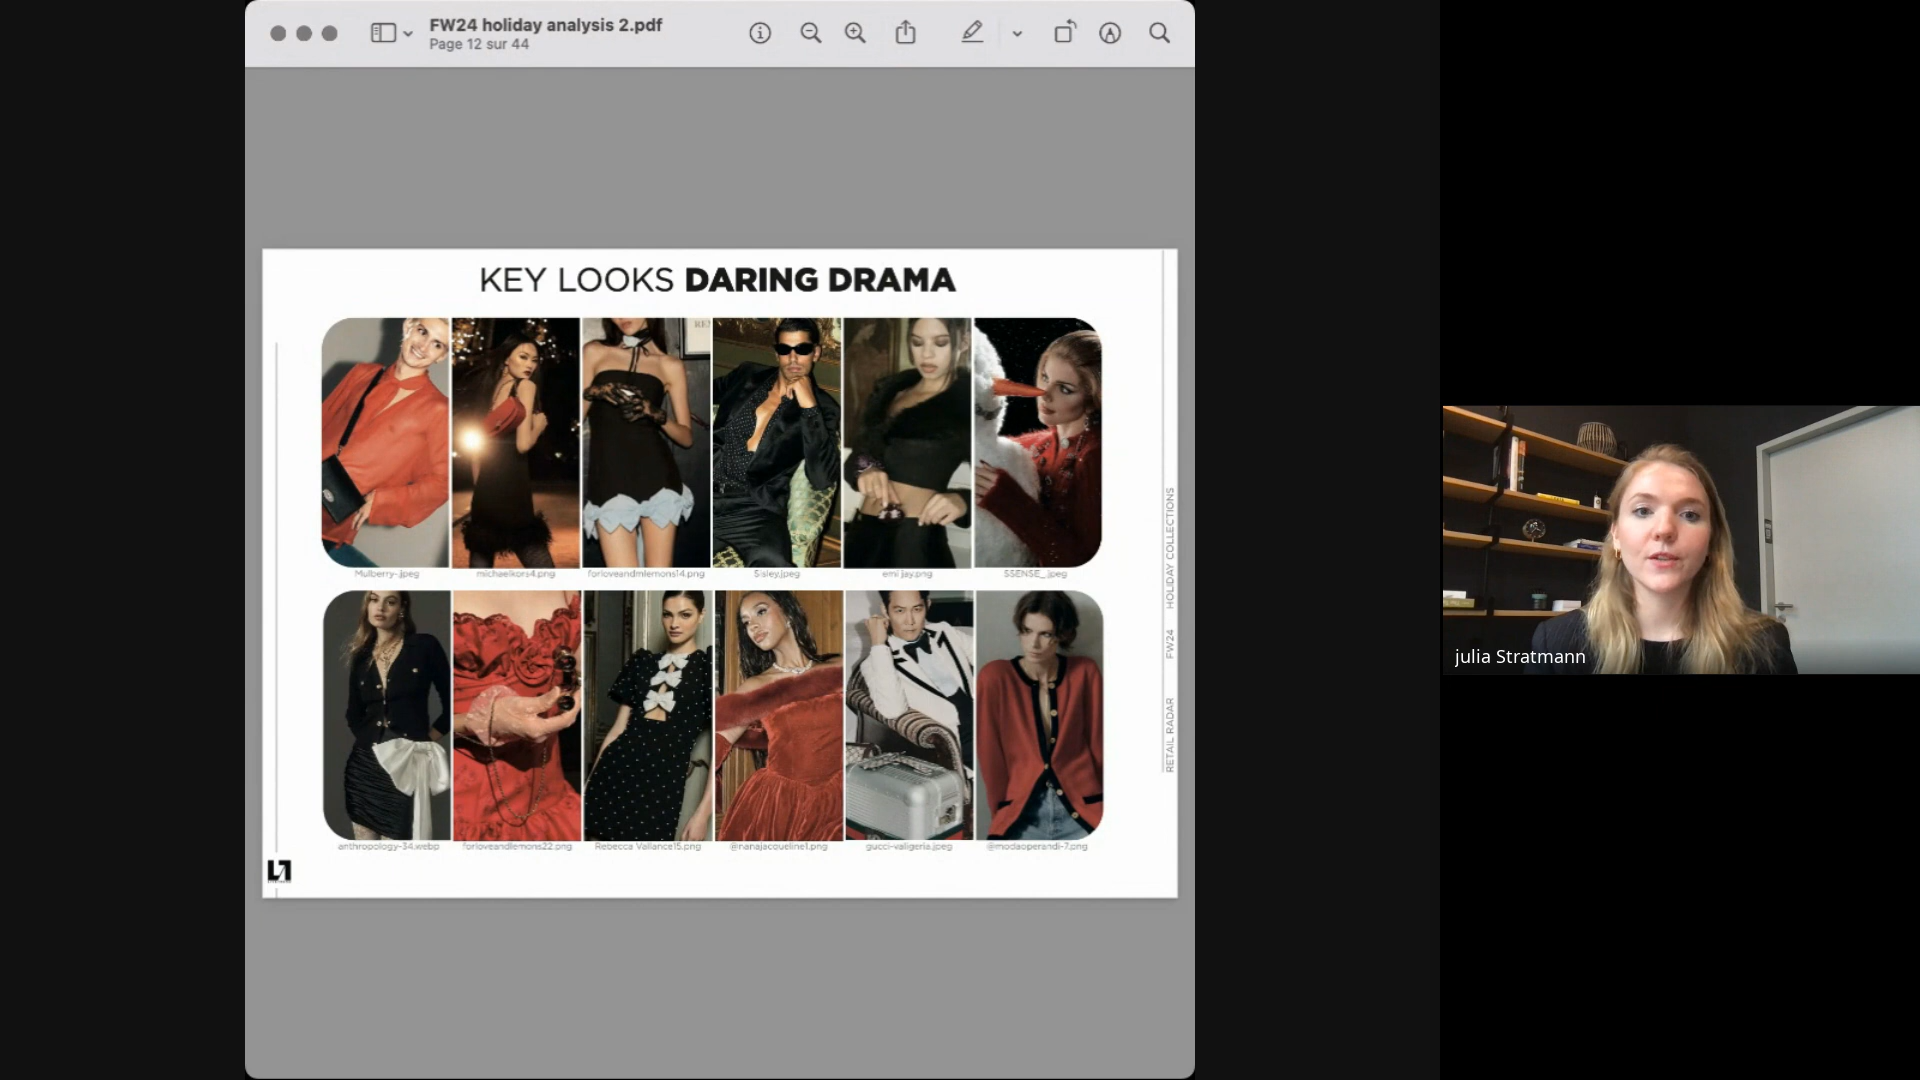 FW24 holiday analysis 2.pdf
Page 12 sur 44
KEY LOOKS DARING DRAMA
Mulberry-.jpeg
michaelkors4.png
forloveandmlemons14.png
Sisley.jpeg
emi jay.png
SSENSE_.jpeg
anthropology-34.webp
forloveandlemons22.png
Rebecca Vallance15.png
@nanajacqueline1.png
gucci-valigeria.jpeg
@modaoperandi-7.png
RETAIL RADAR FW24 HOLIDAY COLLECTIONS
julia Stratmann